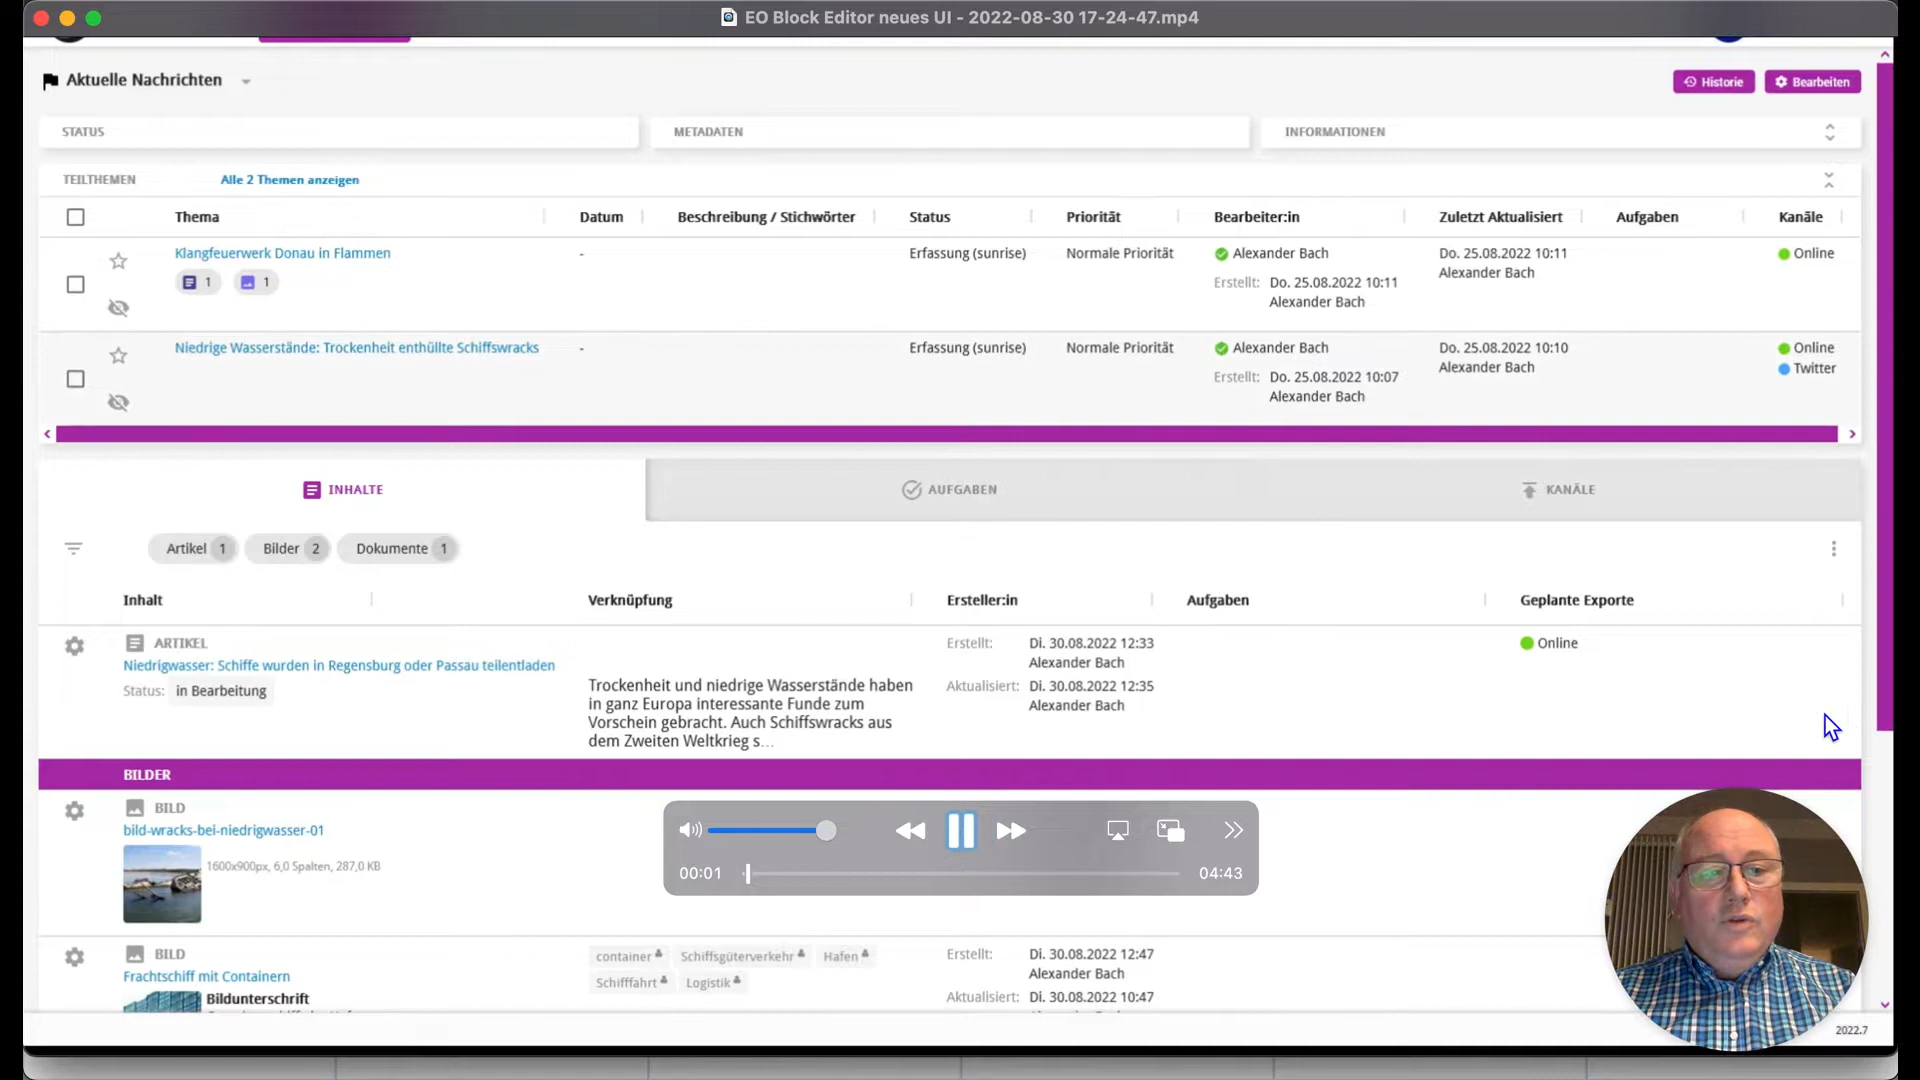 EO Block Editor neues UI - 2022-08-30 17-24-47.mp4
Aktuelle Nachrichten
Historie
Bearbeiten
STATUS
METADATEN
INFORMATIONEN
TEILTHEMEN
Alle 2 Themen anzeigen
Thema
Datum
Beschreibung / Stichwörter
Status
Priorität
Bearbeiter:in
Zuletzt Aktualisiert
Aufgaben
Kanäle
Klangfeuerwerk Donau in Flammen
-
Erfassung (sunrise)
Normale Priorität
Alexander Bach
Do. 25.08.2022 10:11
Online
Alexander Bach
1
1
Erstellt: Do. 25.08.2022 10:11
Alexander Bach
Niedrige Wasserstände: Trockenheit enthüllte Schiffswracks
-
Erfassung (sunrise)
Normale Priorität
Alexander Bach
Do. 25.08.2022 10:10
Online
Alexander Bach
Twitter
Erstellt: Do. 25.08.2022 10:07
Alexander Bach
INHALTE
AUFGABEN
KANÄLE
Artikel 1
Bilder 2
Dokumente 1
Inhalt
Verknüpfung
Ersteller:in
Aufgaben
Geplante Exporte
ARTIKEL
Niedrigwasser: Schiffe wurden in Regensburg oder Passau teilentladen
Status: in Bearbeitung
Trockenheit und niedrige Wasserstände haben
in ganz Europa interessante Funde zum
Vorschein gebracht. Auch Schiffswracks aus
dem Zweiten Weltkrieg s...
Erstellt: Di. 30.08.2022 12:33
Alexander Bach
Aktualisiert: Di. 30.08.2022 12:35
Alexander Bach
Online
BILDER
BILD
bild-wracks-bei-niedrigwasser-01
1600x900px, 6,0 Spalten, 287,0 KB
00:01
04:43
BILD
Frachtschiff mit Containern
Bildunterschrift
container
Schiffsgüterverkehr
Hafen
Schifffahrt
Logistik
Erstellt: Di. 30.08.2022 12:47
Alexander Bach
Aktualisiert: Di. 30.08.2022 10:47
2022.7